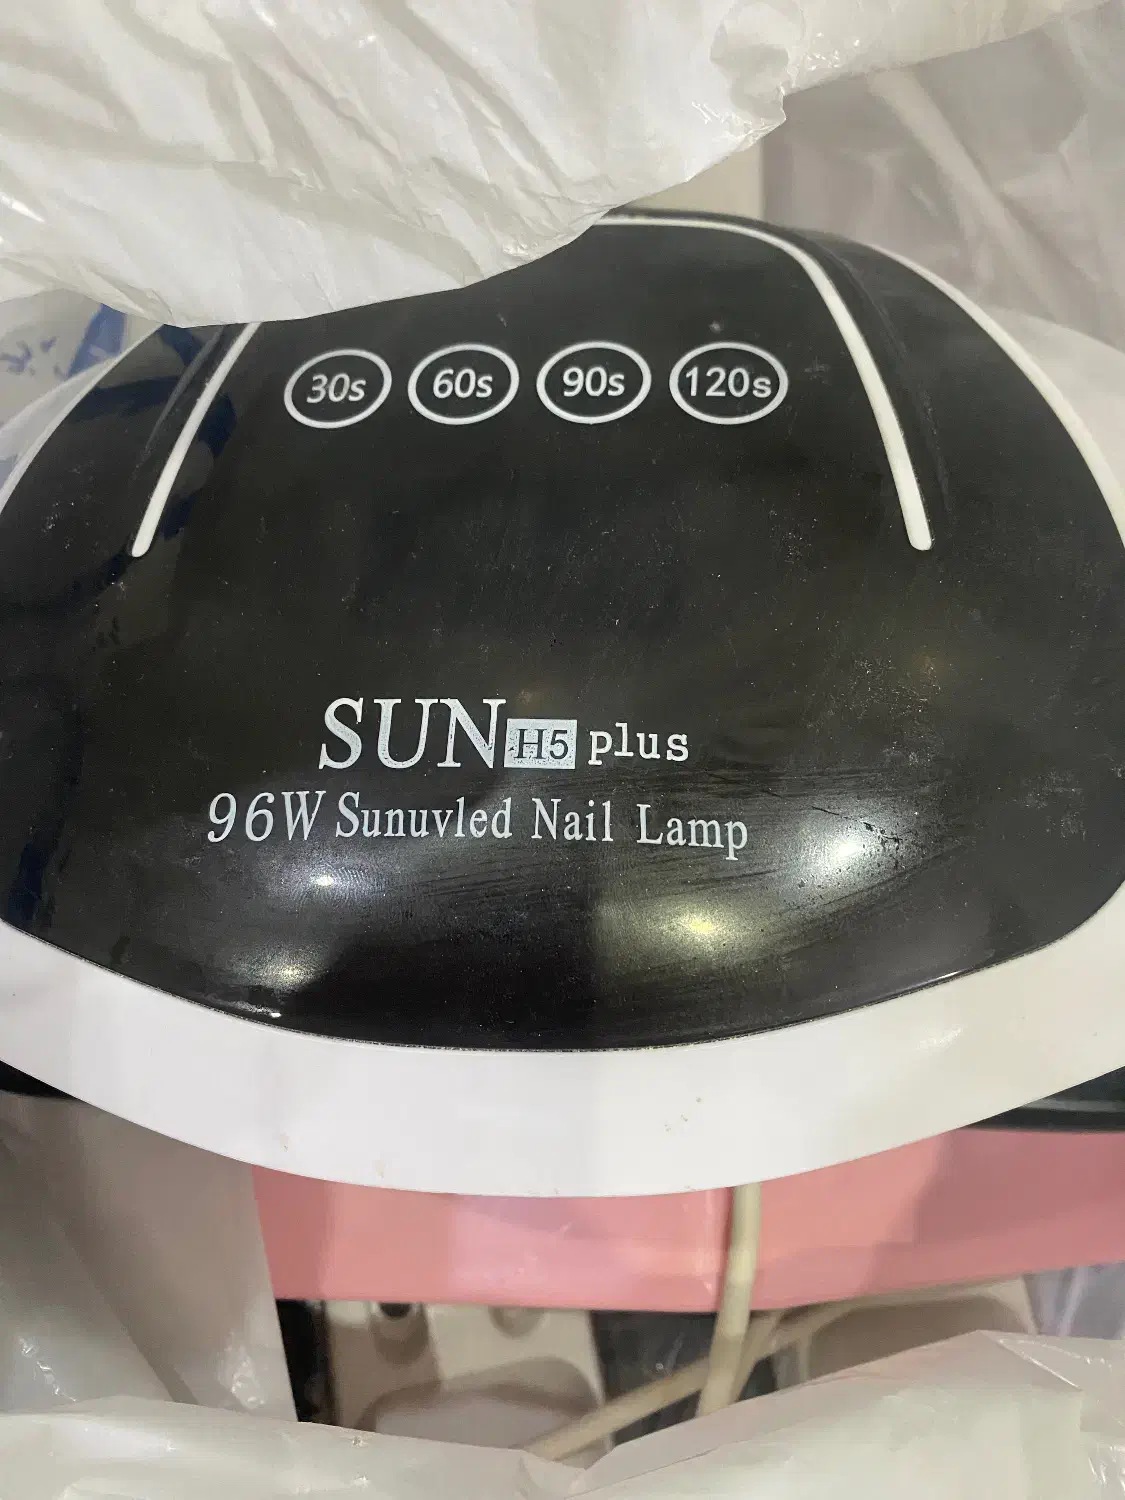 30s 60s 90s 120s
SUN H5 plus
96W Sunuvled Nail Lamp